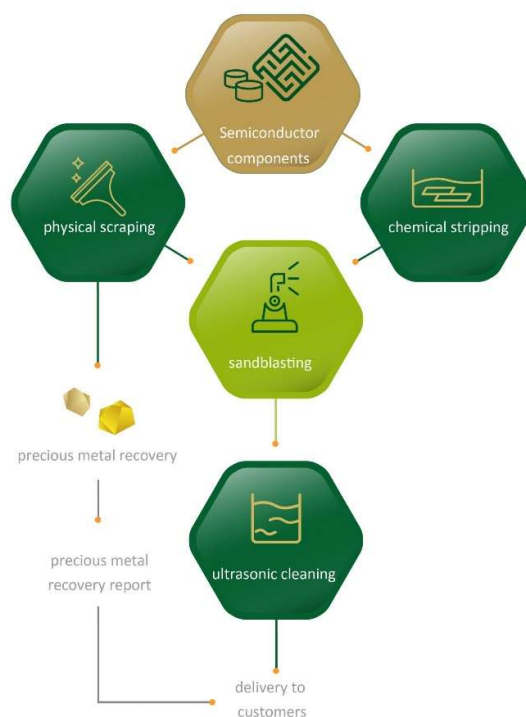 Semiconductor
components
physical scraping
chemical stripping
sandblasting
precious metal recovery
precious metal
recovery report
ultrasonic cleaning
delivery to
customers